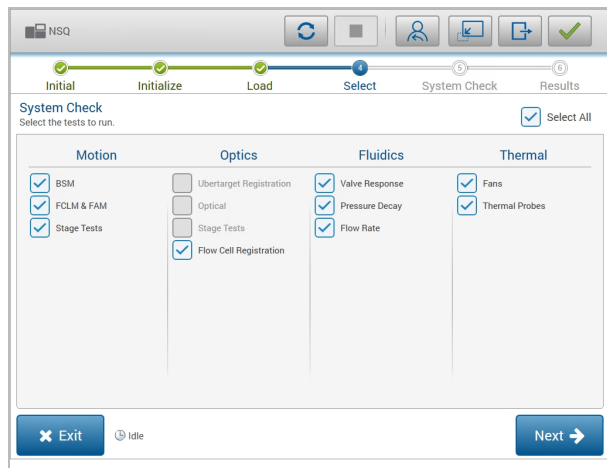 NSQ
4
5
6
Initial
Initialize
Load
Select
System Check
Results
System Check
Select the tests to run.
Select All
Motion
BSM
FCLM & FAM
Stage Tests
Optics
Ubertarget Registration
Optical
Stage Tests
Flow Cell Registration
Fluidics
Valve Response
Pressure Decay
Flow Rate
Thermal
Fans
Thermal Probes
Exit
Idle
Next